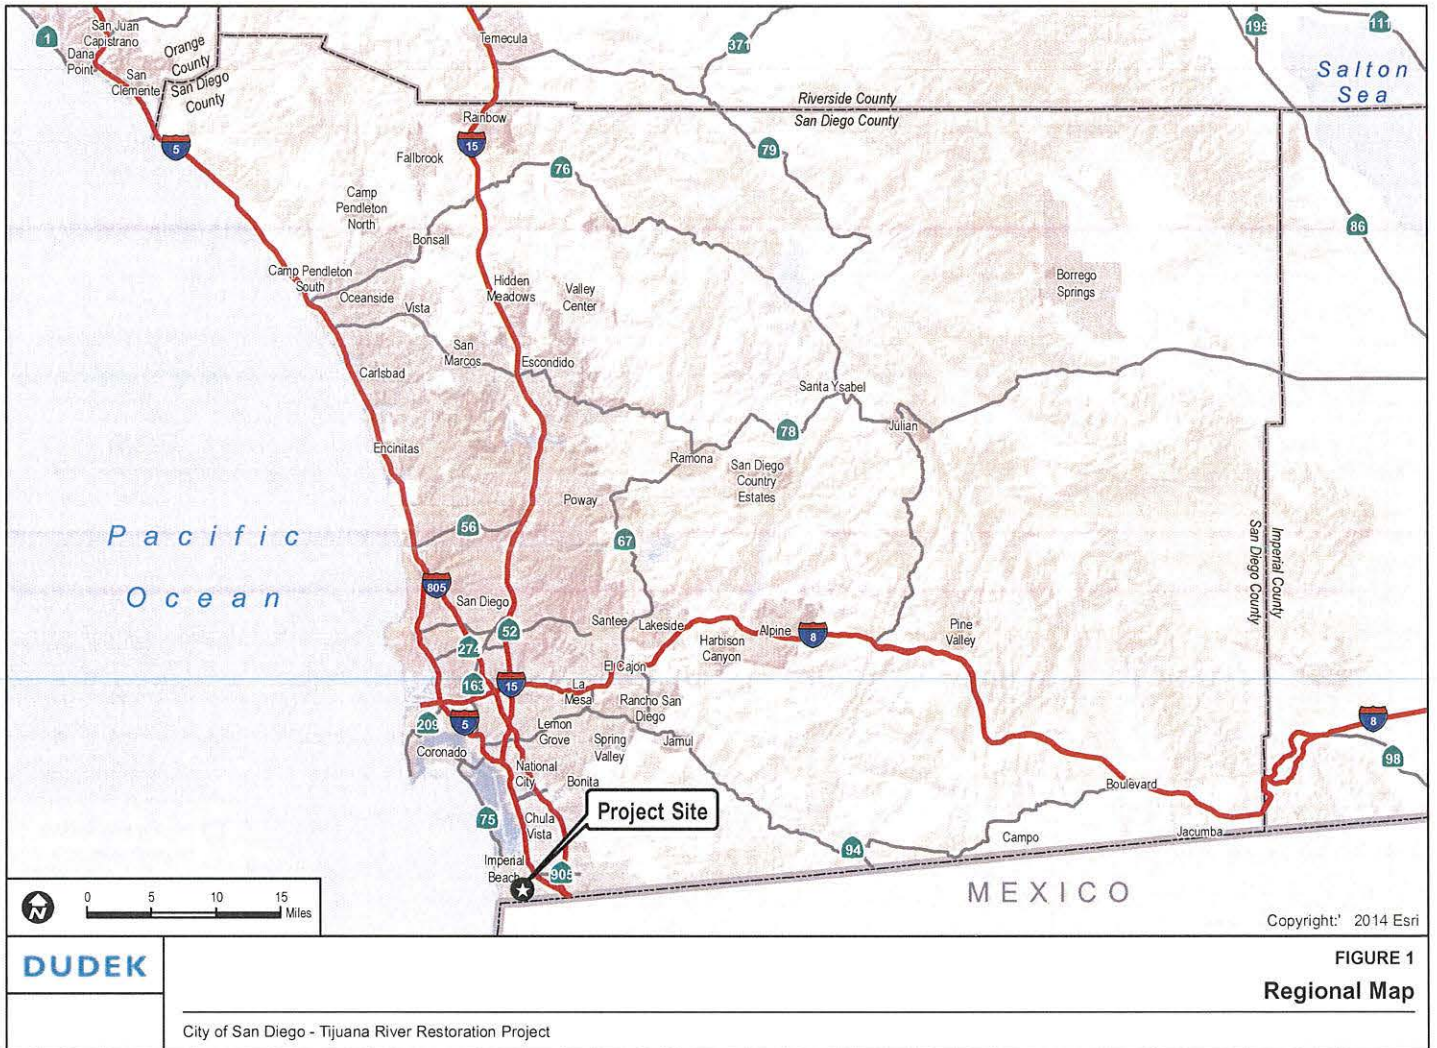 San Juan
Capistrano
1
Dana
Point
Orange
County
San Diego
County
San
Clemente
Temecula
371
195
111
Salton
Sea
Riverside County
San Diego County
5
Rainbow
15
Fallbrook
79
76
Camp
Pendleton
North
86
Bonsall
Camp Pendleton
South
Oceanside
Vista
Hidden
Meadows
Valley
Center
Borrego
Springs
San
Marcos
Escondido
Carlsbad
Santa Ysabel
78
Julian
Encinitas
Ramona
San Diego
Country
Estates
Poway
56
67
Pacific
Ocean
Imperial County
San Diego County
805
San Diego
52
Santee
Lakeside
Alpine
8
Pine
Valley
274
Harbison
Canyon
El Cajon
163
15
La
Mesa
Rancho San
Diego
209
5
Lemon
Grove
Spring
Valley
Jamul
8
98
Coronado
National
City
Bonita
Boulevard
Project Site
75
Chula
Vista
94
Campo
Jacumba
Imperial
Beach
905
MEXICO
N
0 5 10 15
Miles
Copyright:' 2014 Esri
DUDEK
FIGURE 1
Regional Map
City of San Diego - Tijuana River Restoration Project